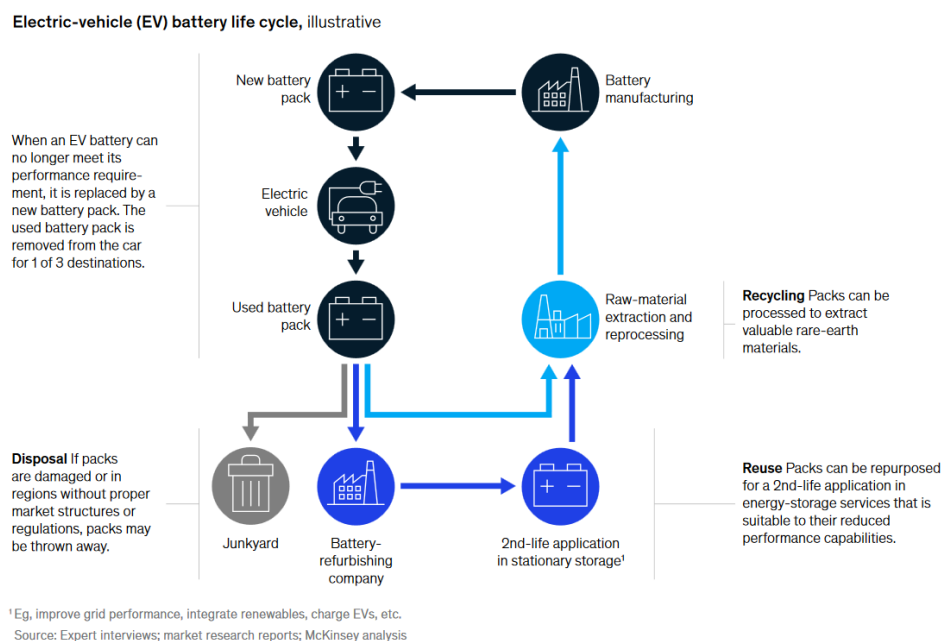 Electric-vehicle (EV) battery life cycle, illustrative
New battery
pack
Battery
manufacturing
When an EV battery can
no longer meet its
performance require-
ment, it is replaced by a
new battery pack. The
used battery pack is
removed from the car
for 1 of 3 destinations.
Electric
vehicle
Used battery
pack
Raw-material
extraction and
reprocessing
Recycling Packs can be
processed to extract
valuable rare-earth
materials.
Disposal If packs
are damaged or in
regions without proper
market structures or
regulations, packs may
be thrown away.
Junkyard
Battery-
refurbishing
company
2nd-life application
in stationary storage¹
Reuse Packs can be repurposed
for a 2nd-life application in
energy-storage services that is
suitable to their reduced
performance capabilities.
¹Eg, improve grid performance, integrate renewables, charge EVs, etc.
Source: Expert interviews; market research reports; McKinsey analysis